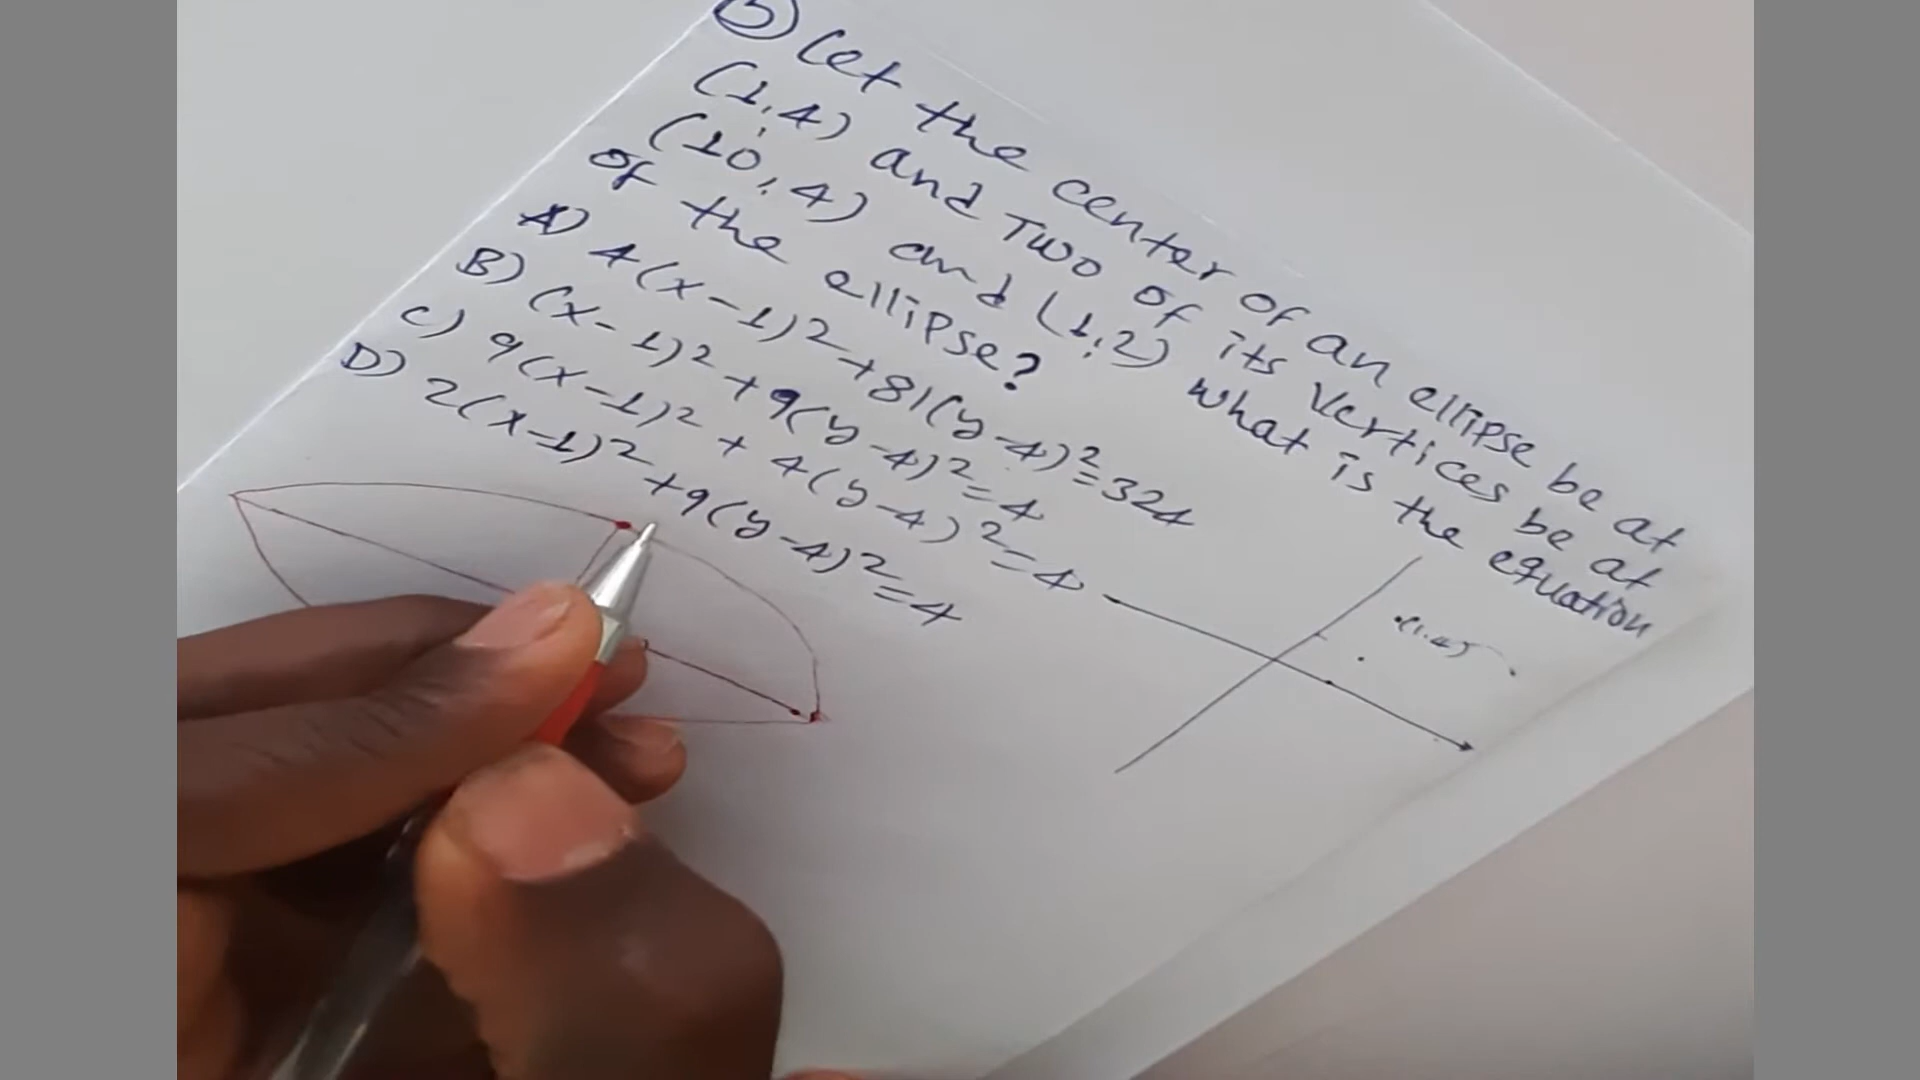 5 Let the center of an ellipse be at
(1,4) and Two of its vertices be at
(10,4) and (1,2) what is the equation
of the ellipse?
A) 4(x-1)2+81(y-4)2=324
B) (x-1)2+9(y-4)2=4
C) 9(x-1)2+4(y-4)2=4
D) 2(x-1)2+9(y-4)2=4
(1,4)